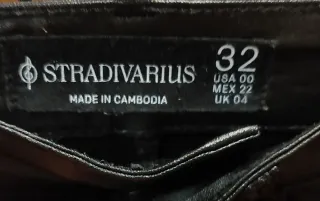 STRADIVARIUS
MADE IN CAMBODIA
32
USA 00
MEX 22
UK 04